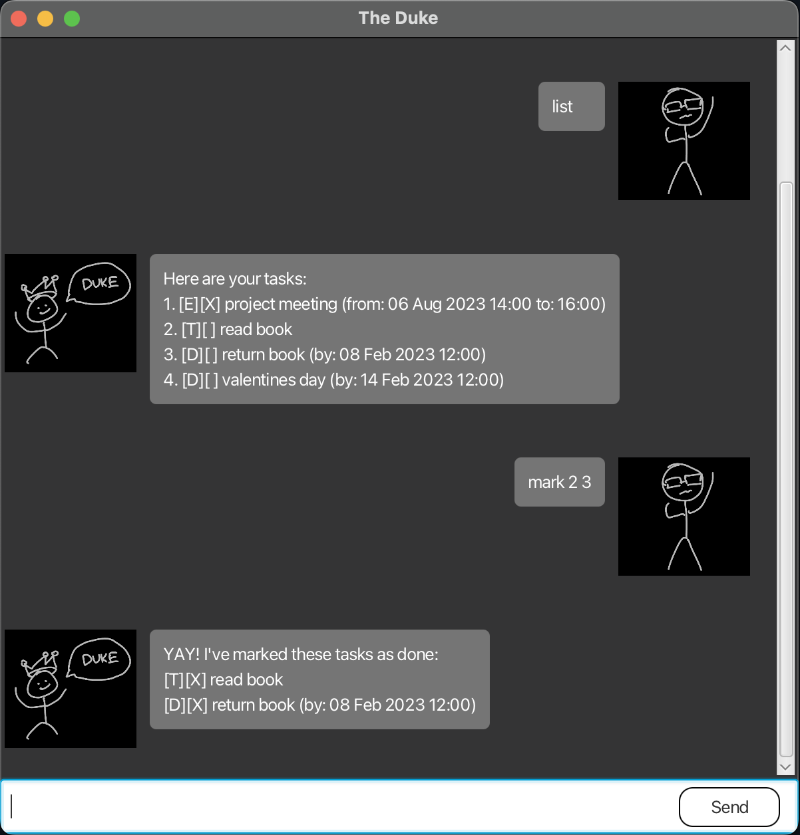 The Duke
list
DUKE
Here are your tasks:
1. [E][X] project meeting (from: 06 Aug 2023 14:00 to: 16:00)
2. [T][ ] read book
3. [D][ ] return book (by: 08 Feb 2023 12:00)
4. [D][ ] valentines day (by: 14 Feb 2023 12:00)
mark 2 3
DUKE
YAY! I've marked these tasks as done:
[T][X] read book
[D][X] return book (by: 08 Feb 2023 12:00)
Send